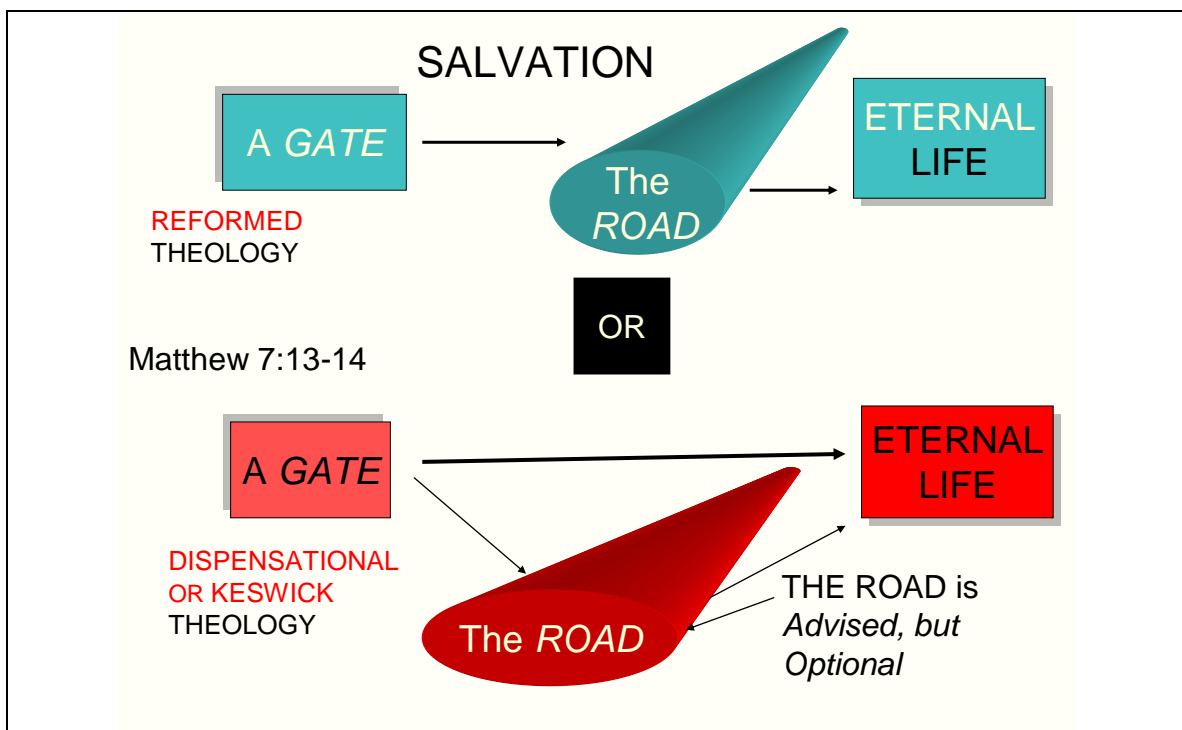 SALVATION
A GATE
The
ROAD
ETERNAL
LIFE
REFORMED
THEOLOGY
OR
Matthew 7:13-14
A GATE
ETERNAL
LIFE
DISPENSATIONAL
OR KESWICK
THEOLOGY
The ROAD
THE ROAD is
Advised, but
Optional